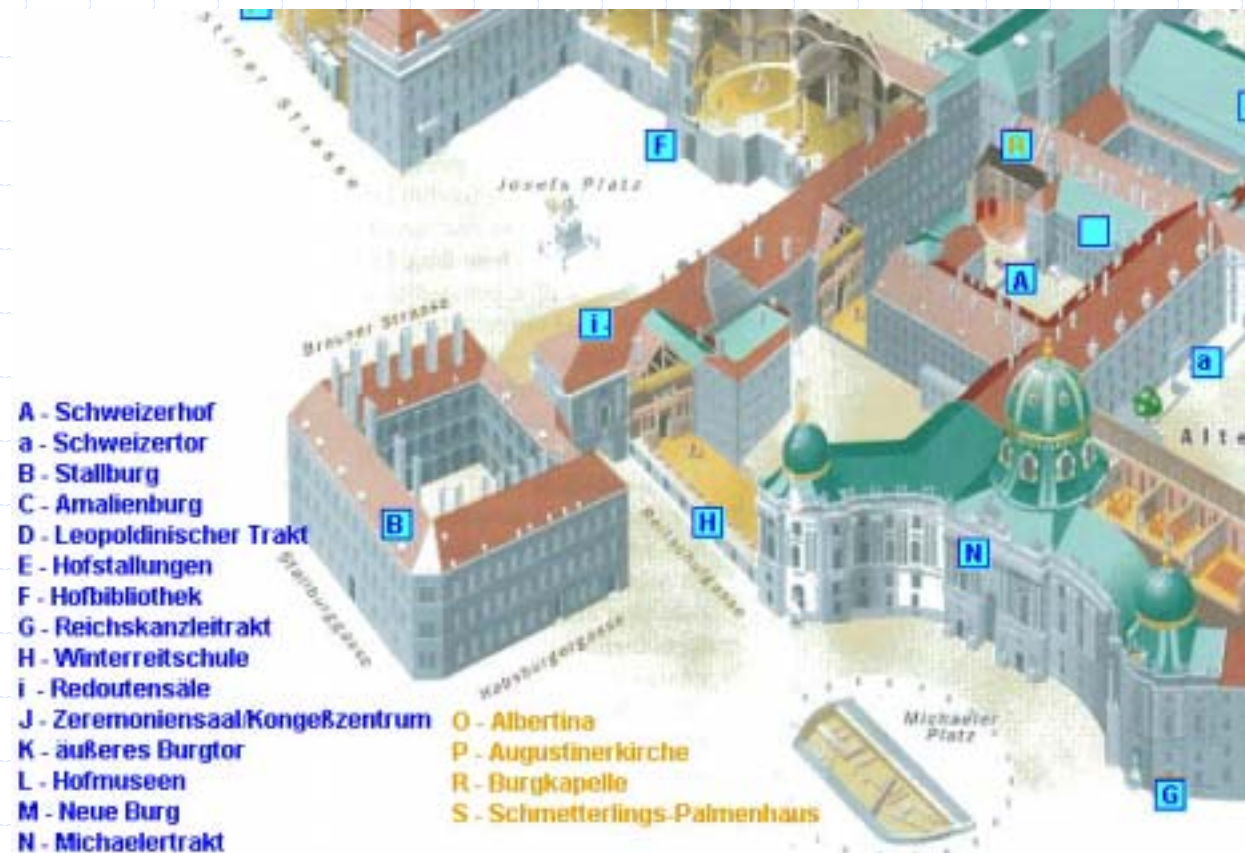 F
Josefs Platz
R
A
i
Strasse
a
Alte
A - Schweizerhof
a - Schweizertor
B - Stallburg
C - Amalienburg
D - Leopoldinischer Trakt
E - Hofstallungen
F - Hofbibliothek
G - Reichskanzleitrakt
H - Winterreitschule
i - Redoutensäle
J - Zeremoniensaal/Kongeßzentrum
K - äußeres Burgtor
L - Hofmuseen
M - Neue Burg
N - Michaelertrakt
O - Albertina
P - Augustinerkirche
R - Burgkapelle
S - Schmetterlings-Palmenhaus
B
H
N
Stallburggasse
Reitschulgasse
Habsburgergasse
Michaeler
Platz
G